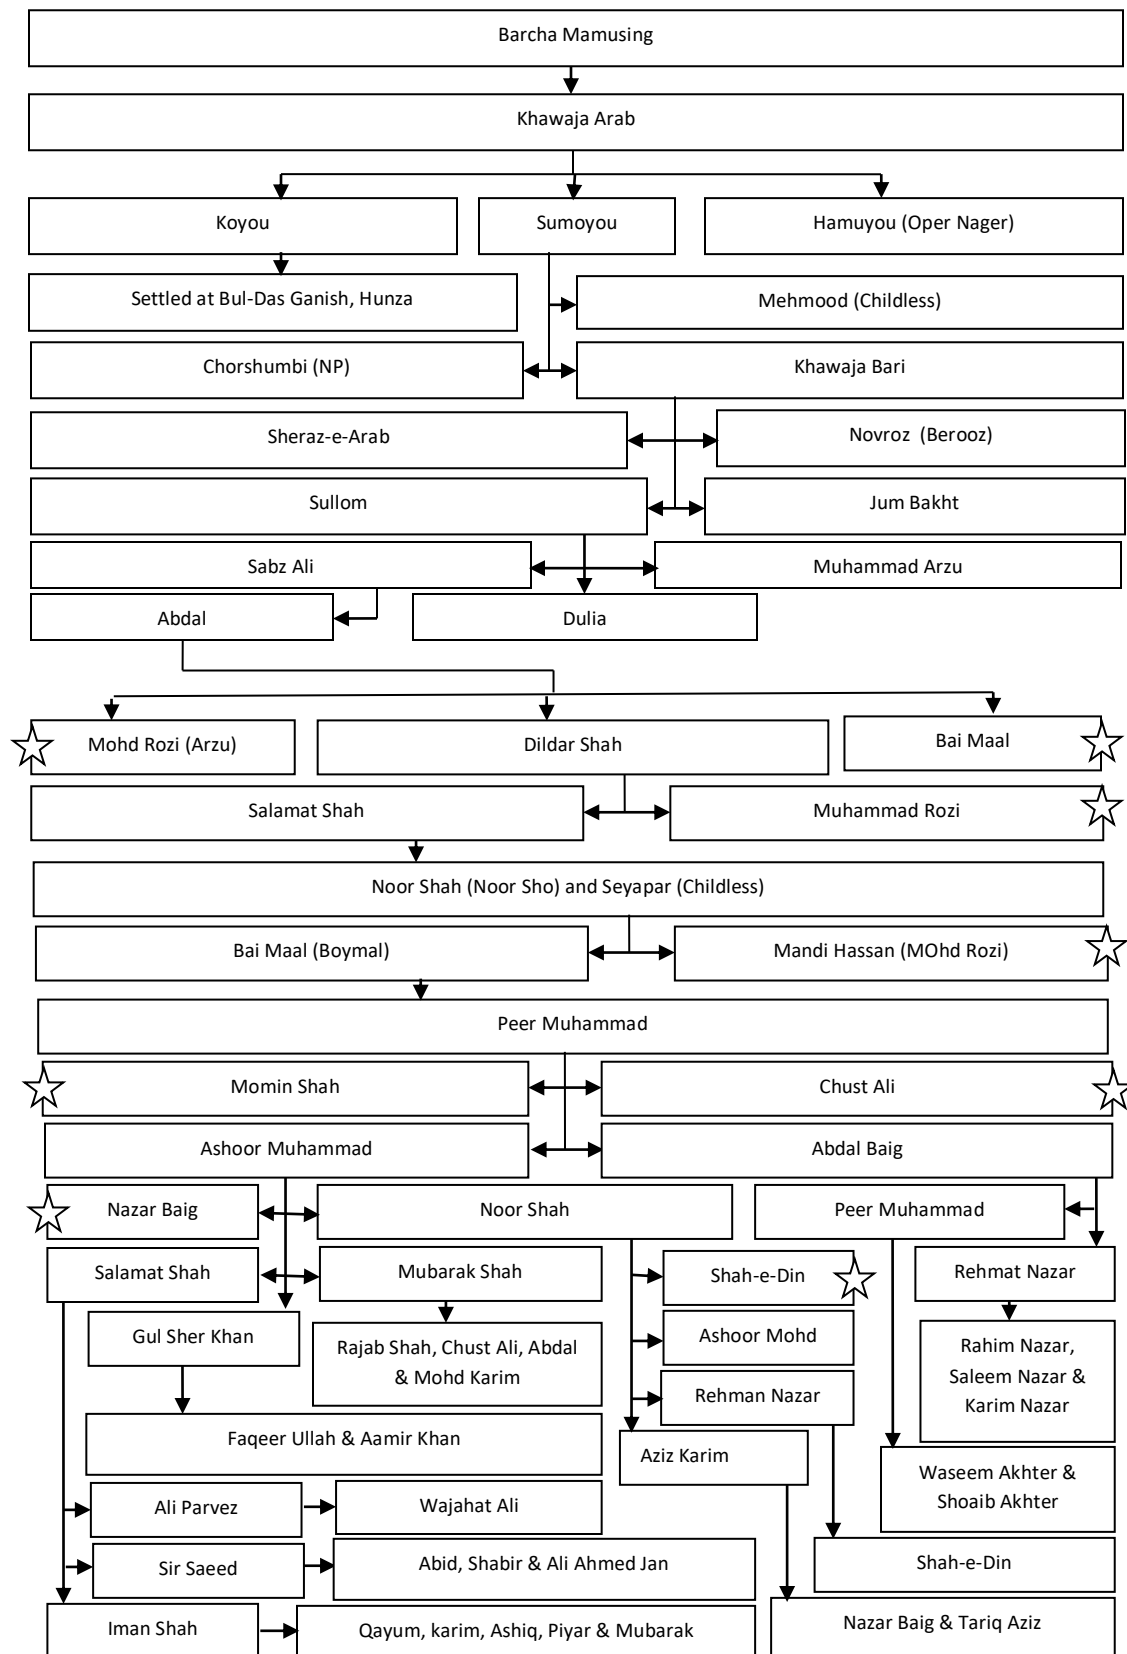 Barcha Mamusing
Khawaja Arab
Koyou
Sumoyou
Hamuyou (Oper Nager)
Settled at Bul-Das Ganish, Hunza
Mehmood (Childless)
Chorshumbi (NP)
Khawaja Bari
Sheraz-e-Arab
Novroz (Berooz)
Sullom
Jum Bakht
Sabz Ali
Muhammad Arzu
Abdal
Dulia
Mohd Rozi (Arzu)
Dildar Shah
Bai Maal
Salamat Shah
Muhammad Rozi
Noor Shah (Noor Sho) and Seyapar (Childless)
Bai Maal (Boymal)
Mandi Hassan (MOhd Rozi)
Peer Muhammad
Momin Shah
Chust Ali
Ashoor Muhammad
Abdal Baig
Nazar Baig
Noor Shah
Peer Muhammad
Salamat Shah
Mubarak Shah
Shah-e-Din
Rehmat Nazar
Gul Sher Khan
Rajab Shah, Chust Ali, Abdal
& Mohd Karim
Ashoor Mohd
Rahim Nazar,
Saleem Nazar &
Karim Nazar
Rehman Nazar
Faqeer Ullah & Aamir Khan
Aziz Karim
Waseem Akhter &
Shoaib Akhter
Ali Parvez
Wajahat Ali
Sir Saeed
Abid, Shabir & Ali Ahmed Jan
Shah-e-Din
Iman Shah
Qayum, karim, Ashiq, Piyar & Mubarak
Nazar Baig & Tariq Aziz